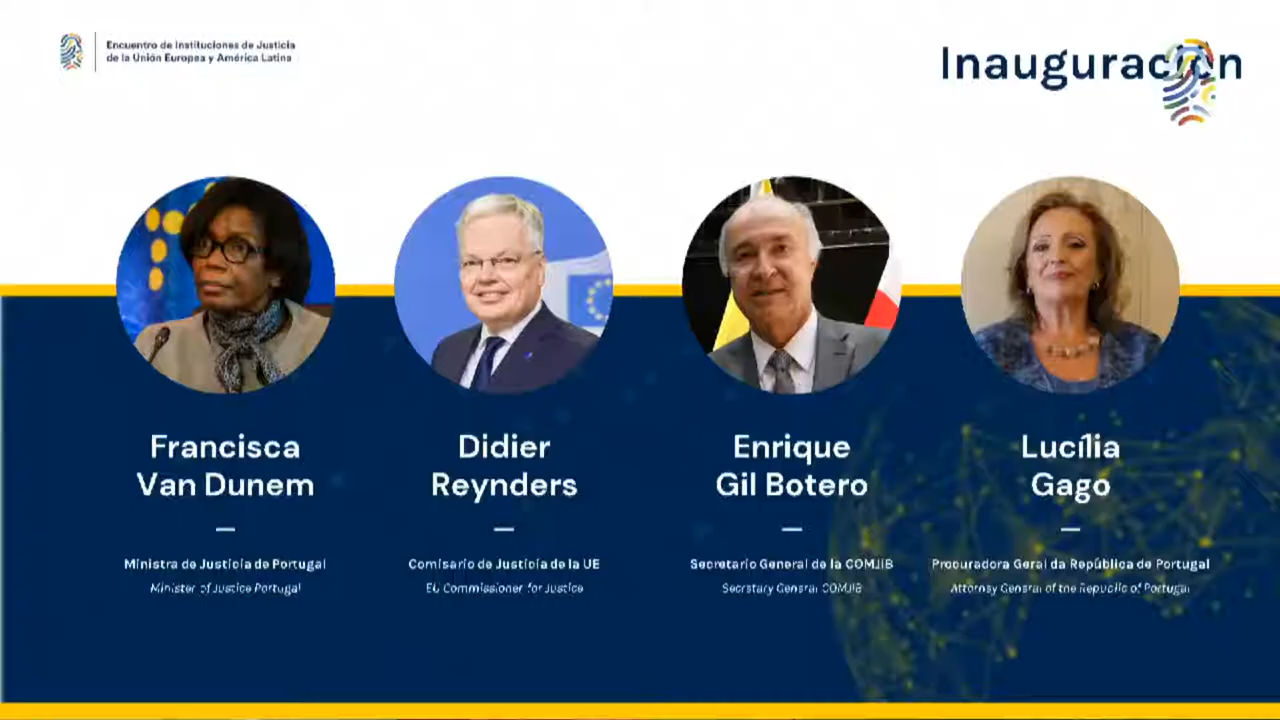 Encuentro de Instituciones de Justicia
de la Unión Europea y América Latina
Inauguración
Francisca
Van Dunem
Ministra de Justicia de Portugal
Minister of Justice Portugal
Didier
Reynders
Comisario de Justicia de la UE
EU Commissioner for Justice
Enrique
Gil Botero
Secretario General de la COMJIB
Secretary General COMJIB
Lucília
Gago
Procuradora Geral da República de Portugal
Attorney General of the Republic of Portugal